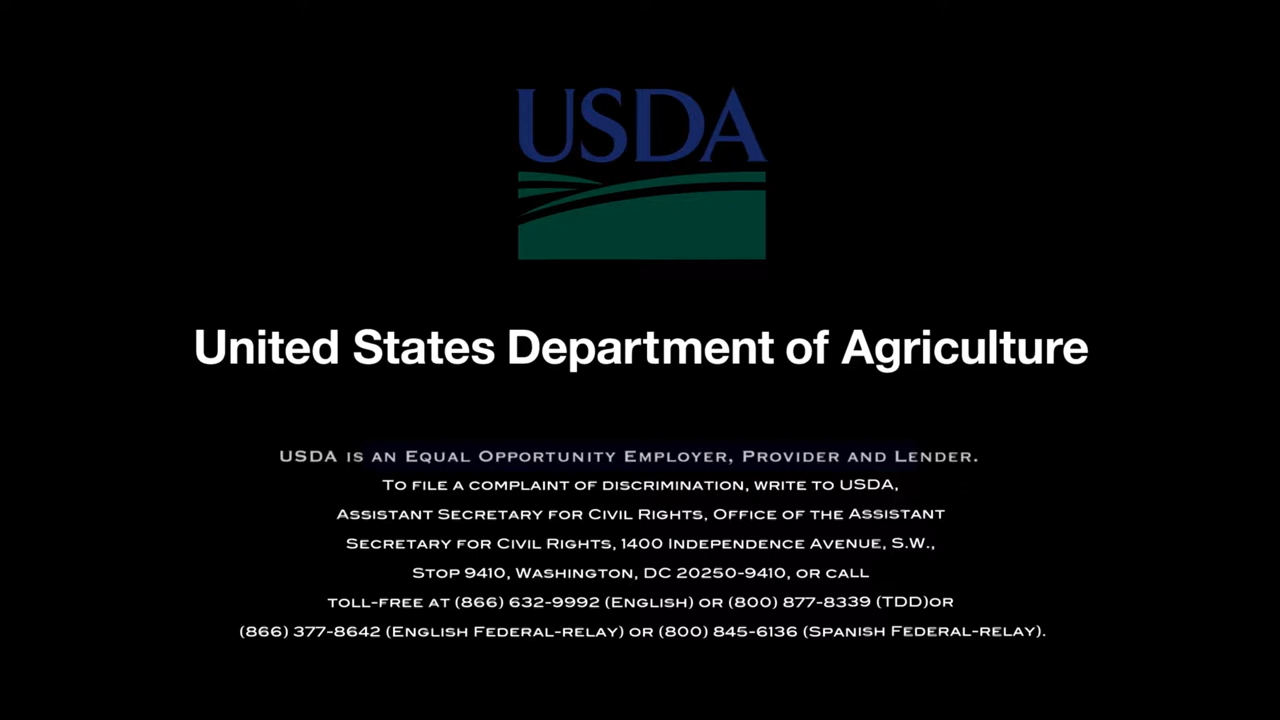 USDA
United States Department of Agriculture
USDA is an Equal Opportunity Employer, Provider and Lender.
To file a complaint of discrimination, write to USDA,
Assistant Secretary for Civil Rights, Office of the Assistant
Secretary for Civil Rights, 1400 Independence Avenue, S.W.,
Stop 9410, Washington, DC 20250-9410, or call
toll-free at (866) 632-9992 (English) or (800) 877-8339 (TDD)or
(866) 377-8642 (English Federal-relay) or (800) 845-6136 (Spanish Federal-relay).